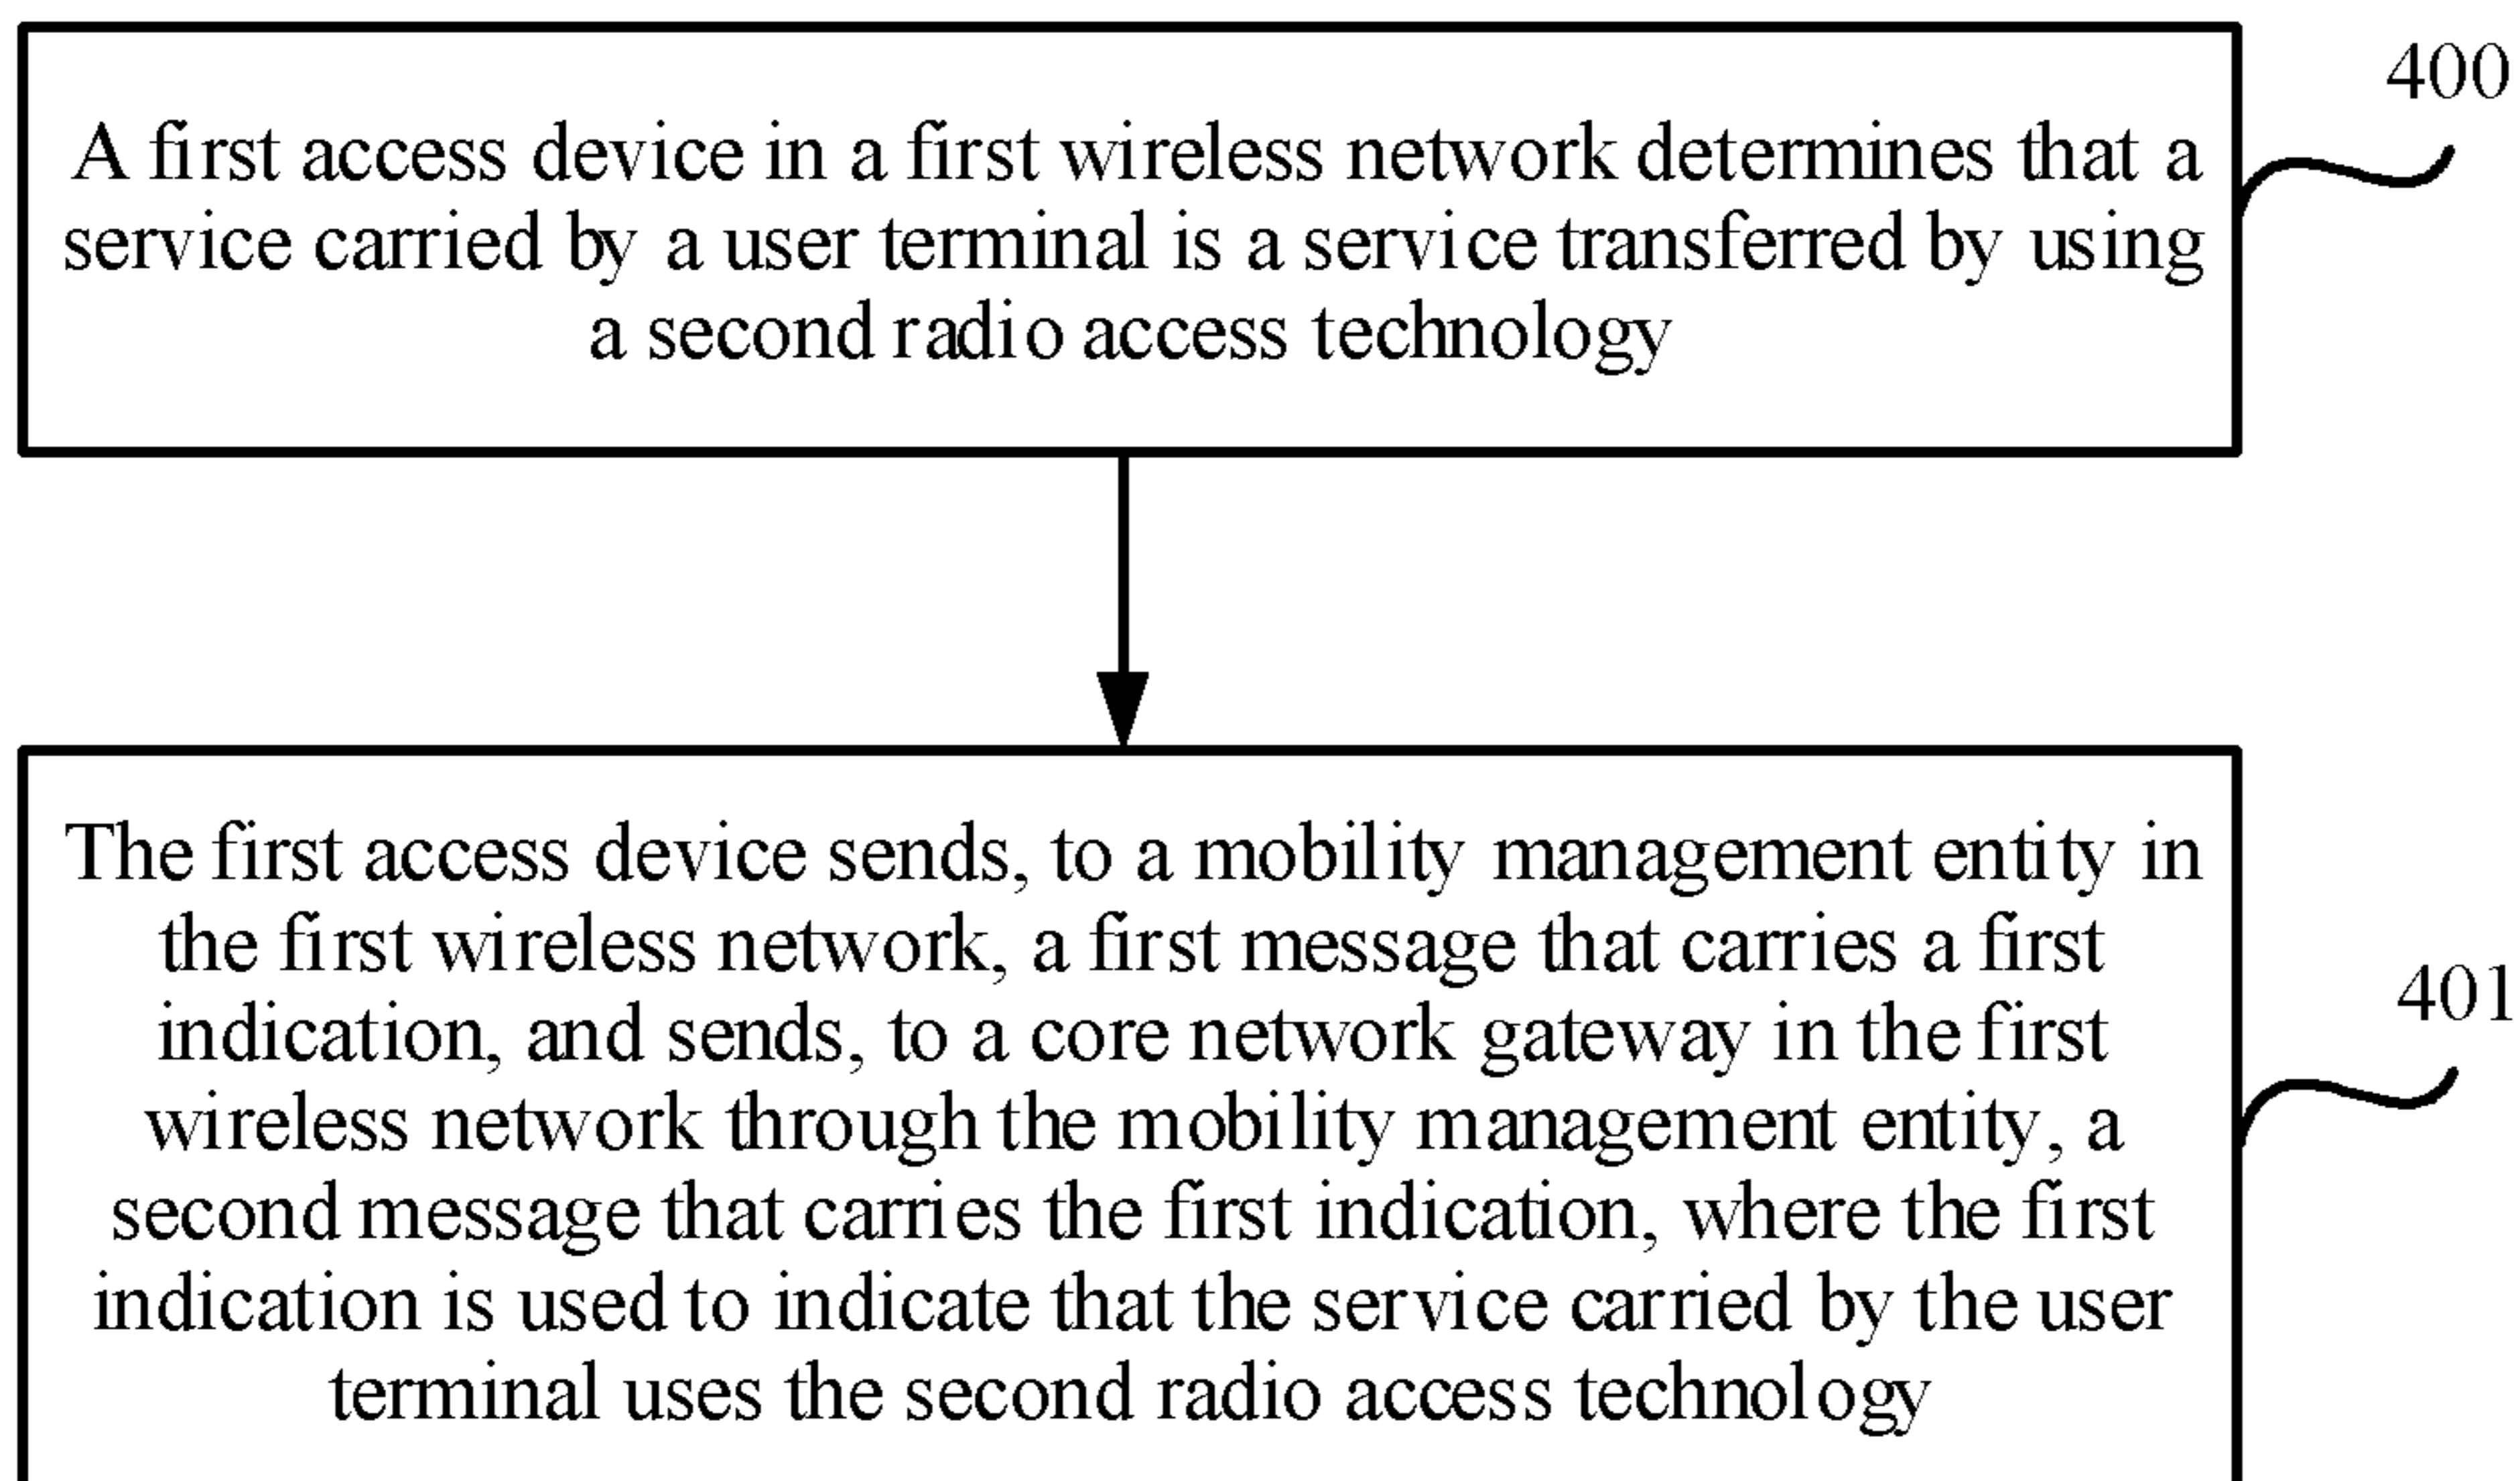 400
A first access device in a first wireless network determines that a
service carried by a user terminal is a service transferred by using
a second radio access technology
The first access device sends, to a mobility management entity in
the first wireless network, a first message that carries a first
indication, and sends, to a core network gateway in the first
401
wireless network through the mobility management entity, a
second message that carries the first indication, where the first
indication is used to indicate that the service carried by the user
terminal uses the second radio access technology